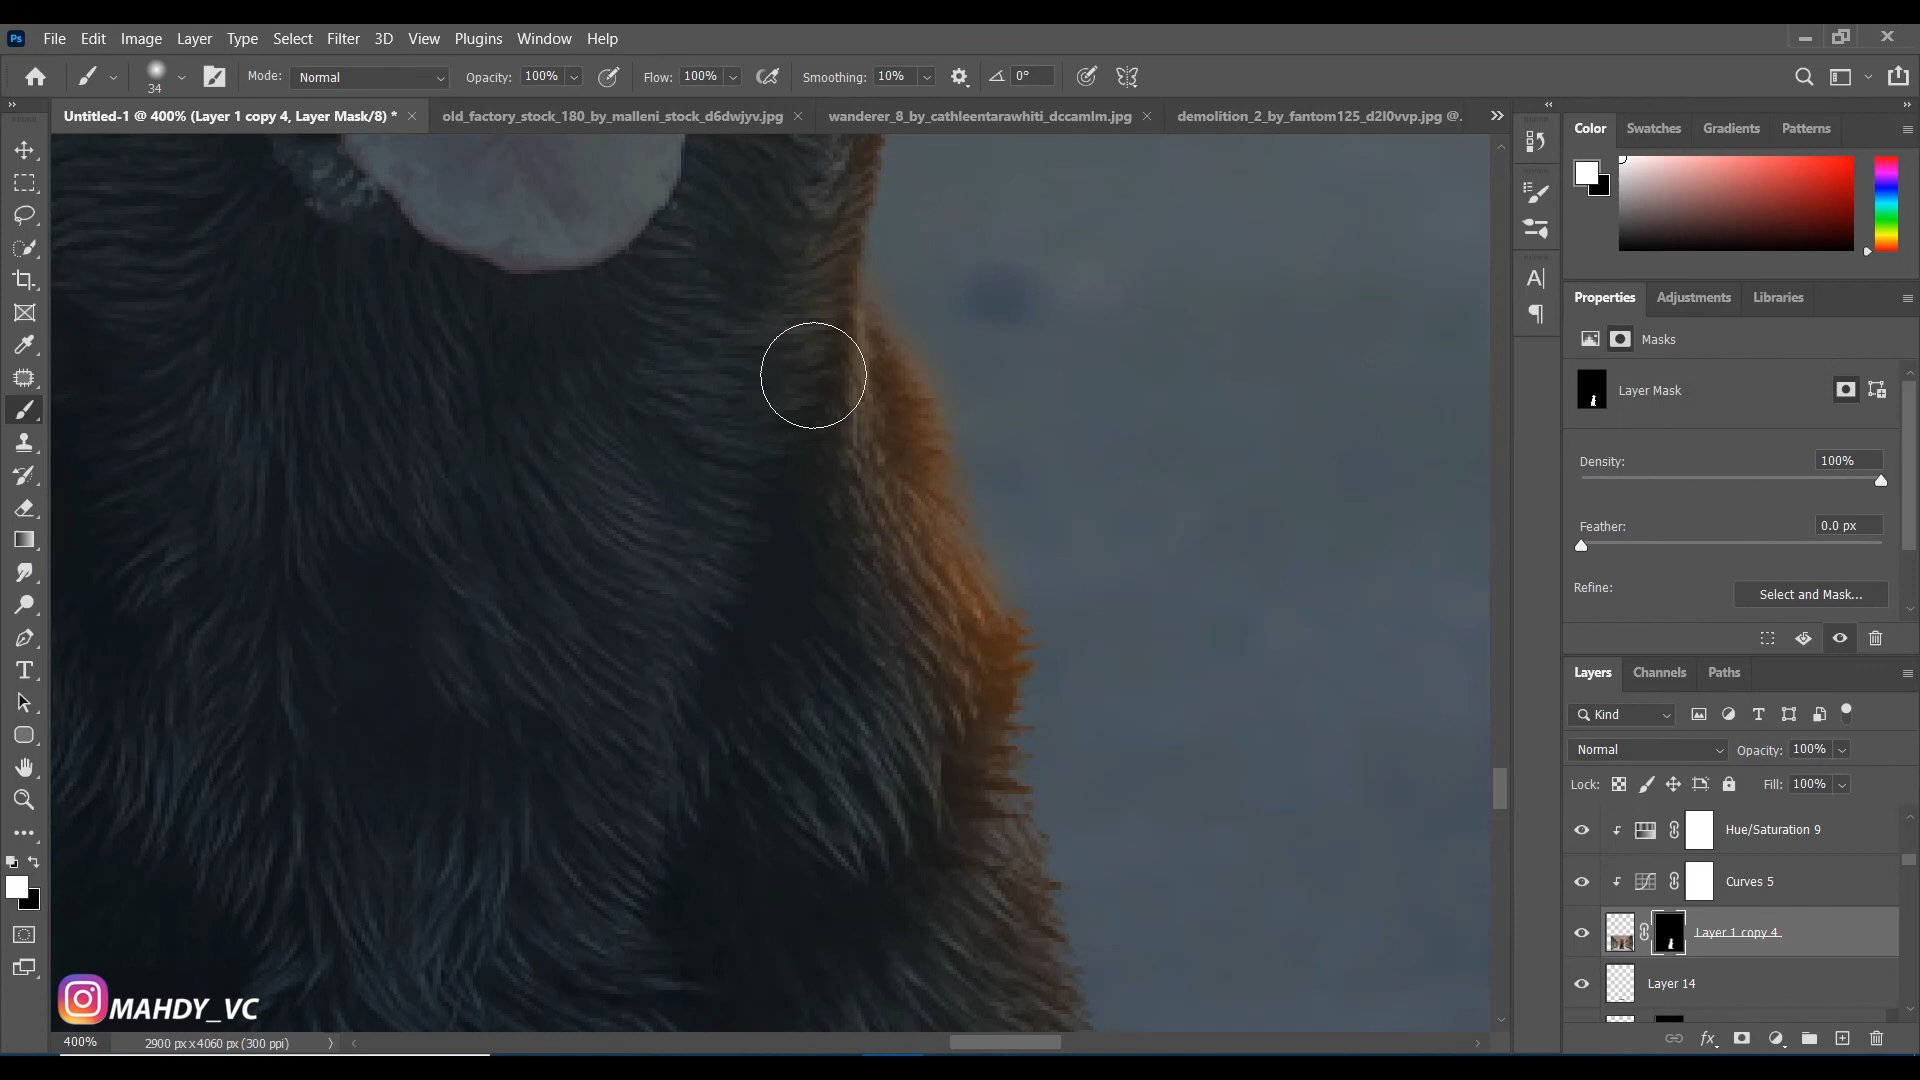 Ps File Edit Image Layer Type Select Filter 3D View Plugins Window Help
34 Mode: Normal Opacity: 100% Flow: 100% Smoothing: 10% 0°
Untitled-1 @ 400% (Layer 1 copy 4, Layer Mask/8) * × old_factory_stock_180_by_malleni_stock_d6dwjyv.jpg × wanderer_8_by_cathleentarawhiti_dccamlm.jpg × demolition_2_by_fantom125_d2l0vvp.jpg @.
Color Swatches Gradients Patterns
Properties Adjustments Libraries
Masks
Layer Mask
Density: 100%
Feather: 0.0 px
Refine: Select and Mask...
Layers Channels Paths
Kind
Normal Opacity: 100%
Lock: Fill: 100%
Hue/Saturation 9
Curves 5
Layer 1 copy 4
Layer 14
MAHDY_VC
400% 2900 px x 4060 px (300 ppi)